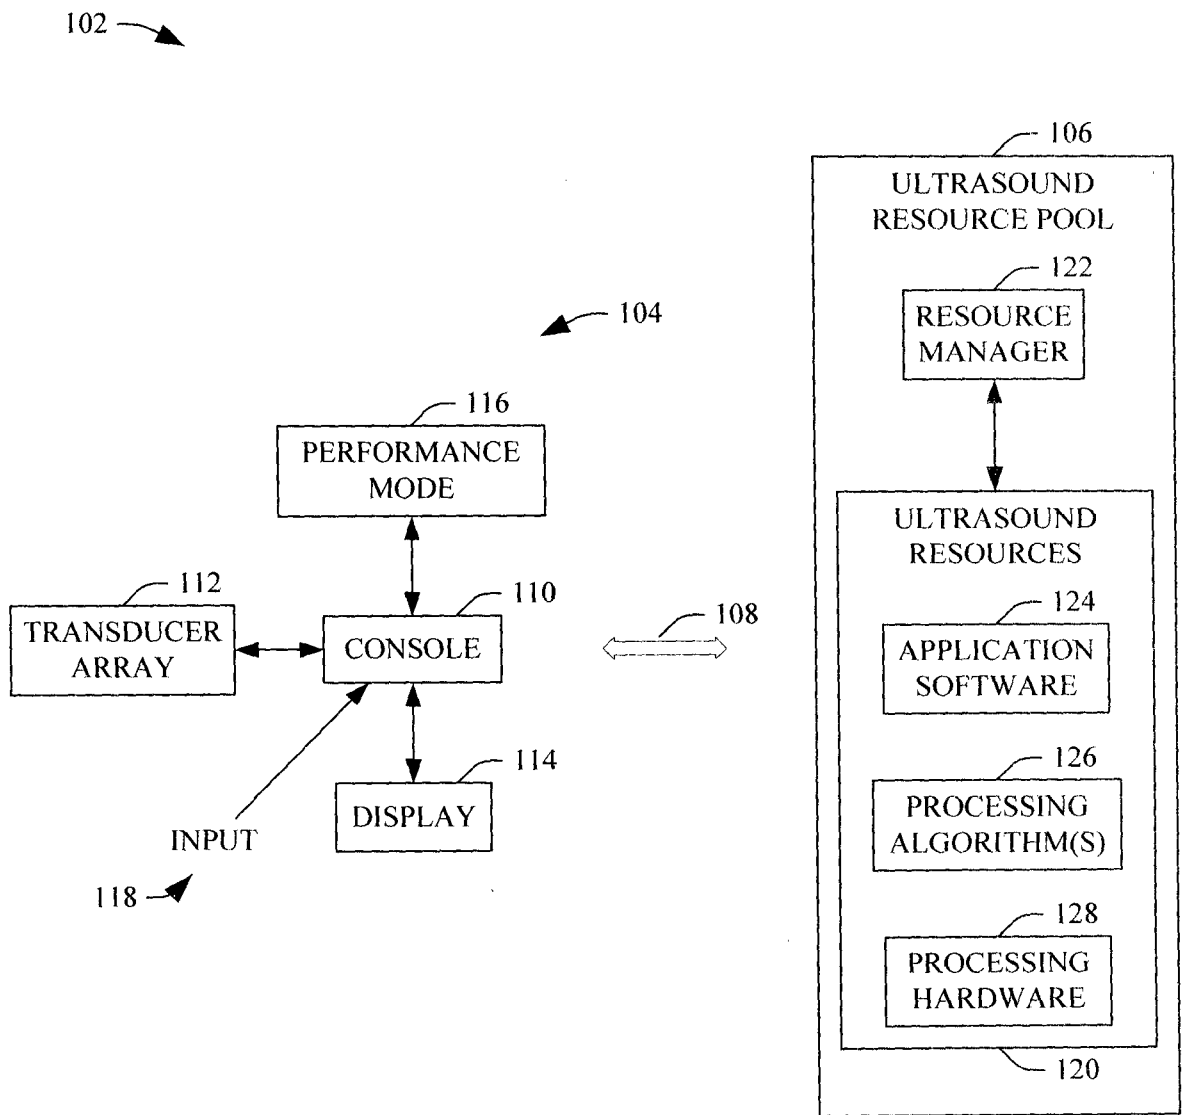 102
106
ULTRASOUND
RESOURCE POOL
122
RESOURCE
MANAGER
104
116
PERFORMANCE
MODE
ULTRASOUND
RESOURCES
112
TRANSDUCER
ARRAY
110
CONSOLE
108
124
APPLICATION
SOFTWARE
114
DISPLAY
INPUT
118
126
PROCESSING
ALGORITHM(S)
128
PROCESSING
HARDWARE
120